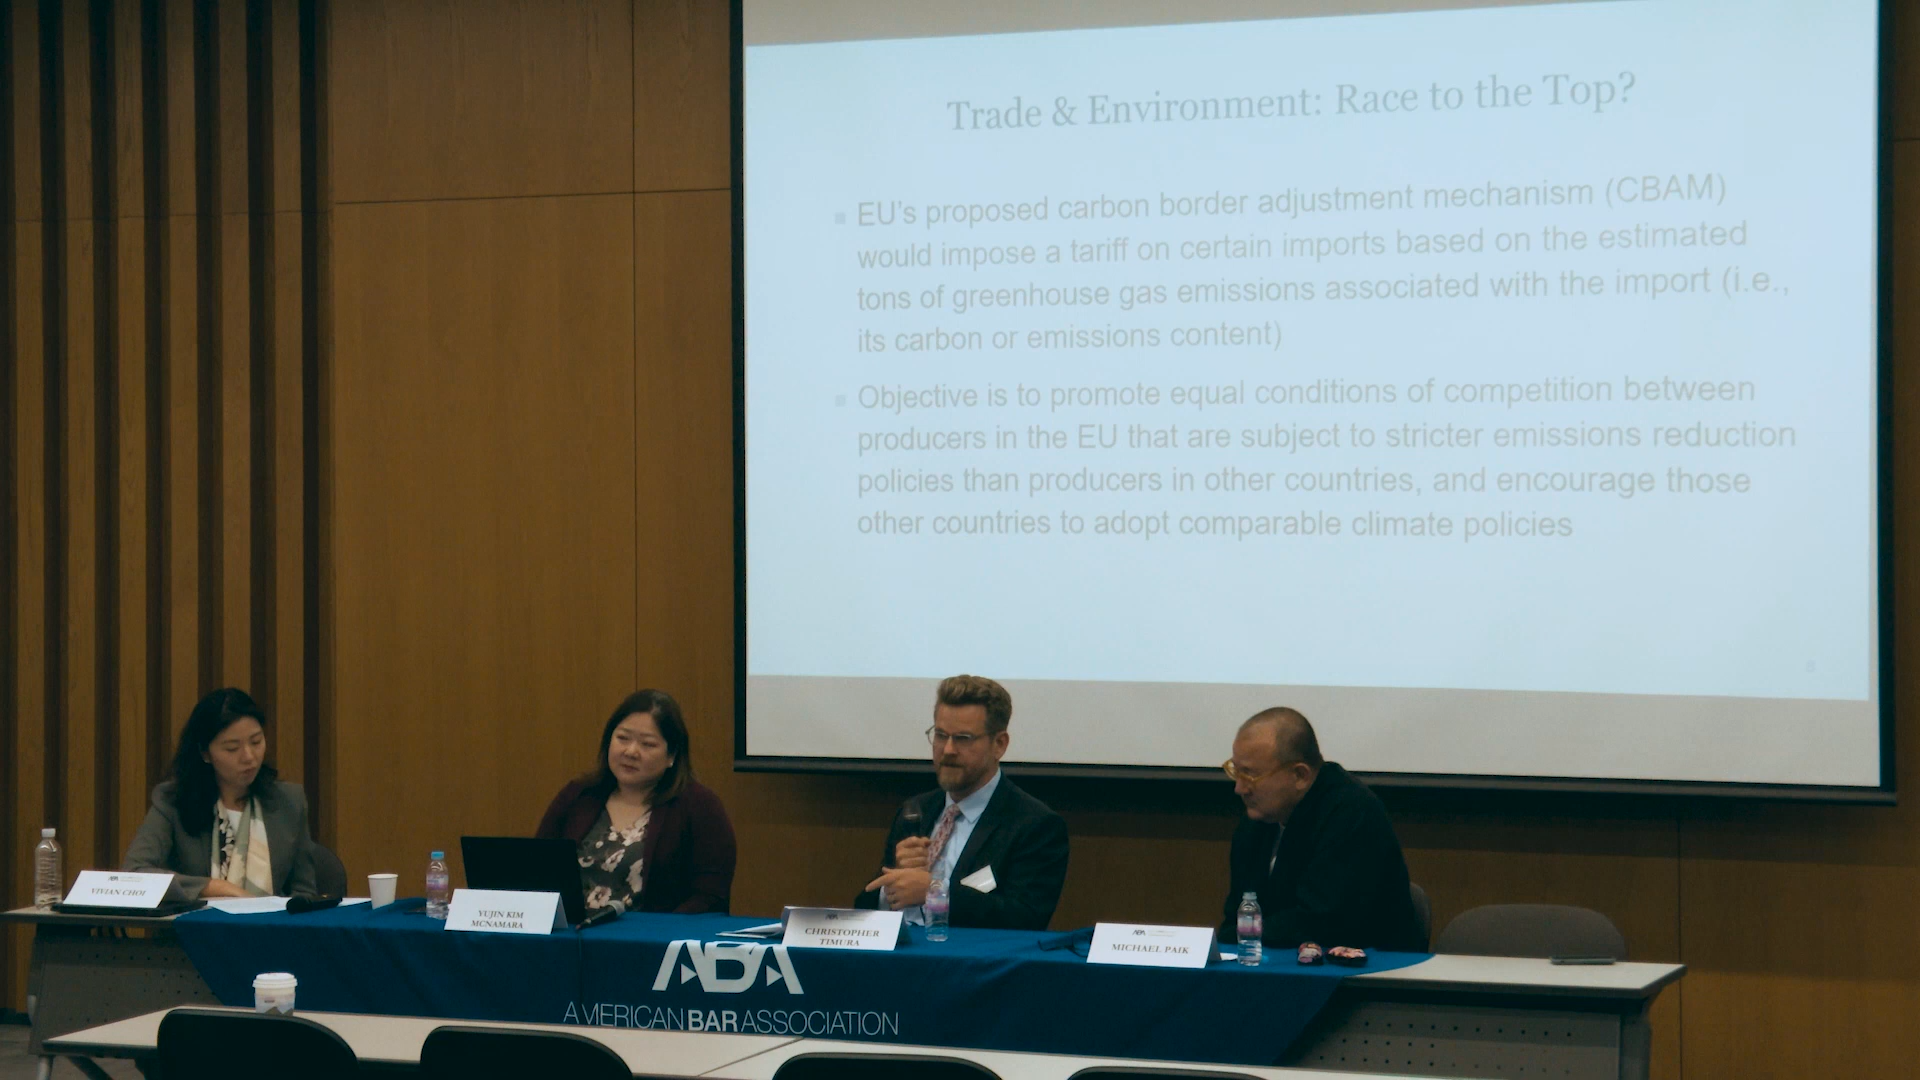 Trade & Environment: Race to the Top?
EU's proposed carbon border adjustment mechanism (CBAM)
would impose a tariff on certain imports based on the estimated
tons of greenhouse gas emissions associated with the import (i.e.,
its carbon or emissions content)
Objective is to promote equal conditions of competition between
producers in the EU that are subject to stricter emissions reduction
policies than producers in other countries, and encourage those
other countries to adopt comparable climate policies
VIVIAN CHOI
YUJIN KIM
MCNAMARA
CHRISTOPHER
TIMURA
MICHAEL PAIK
ABA
AMERICAN BAR ASSOCIATION